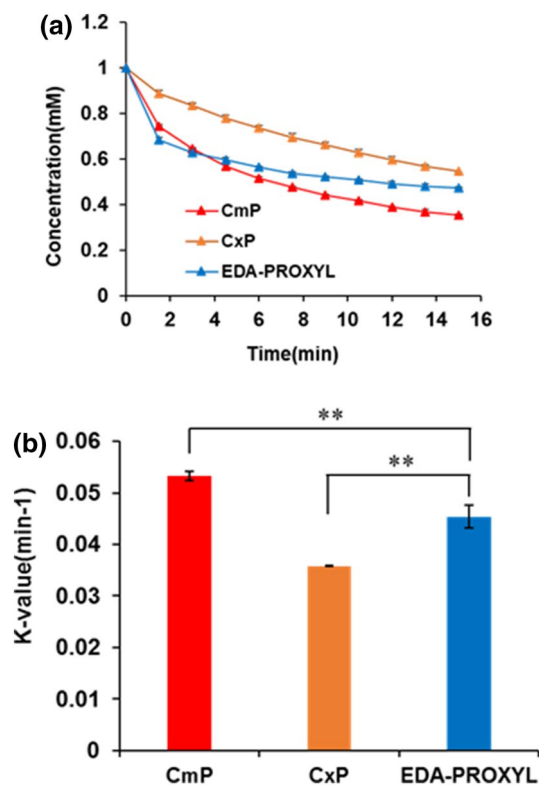 (a)
1.2
1
0.8
0.6
0.4
0.2
0
Concentration(mM)
CmP
CxP
EDA-PROXYL
0 2 4 6 8 10 12 14 16
Time(min)
(b)
**
**
0.06
0.05
0.04
0.03
0.02
0.01
0
K-value(min-1)
CmP CxP EDA-PROXYL